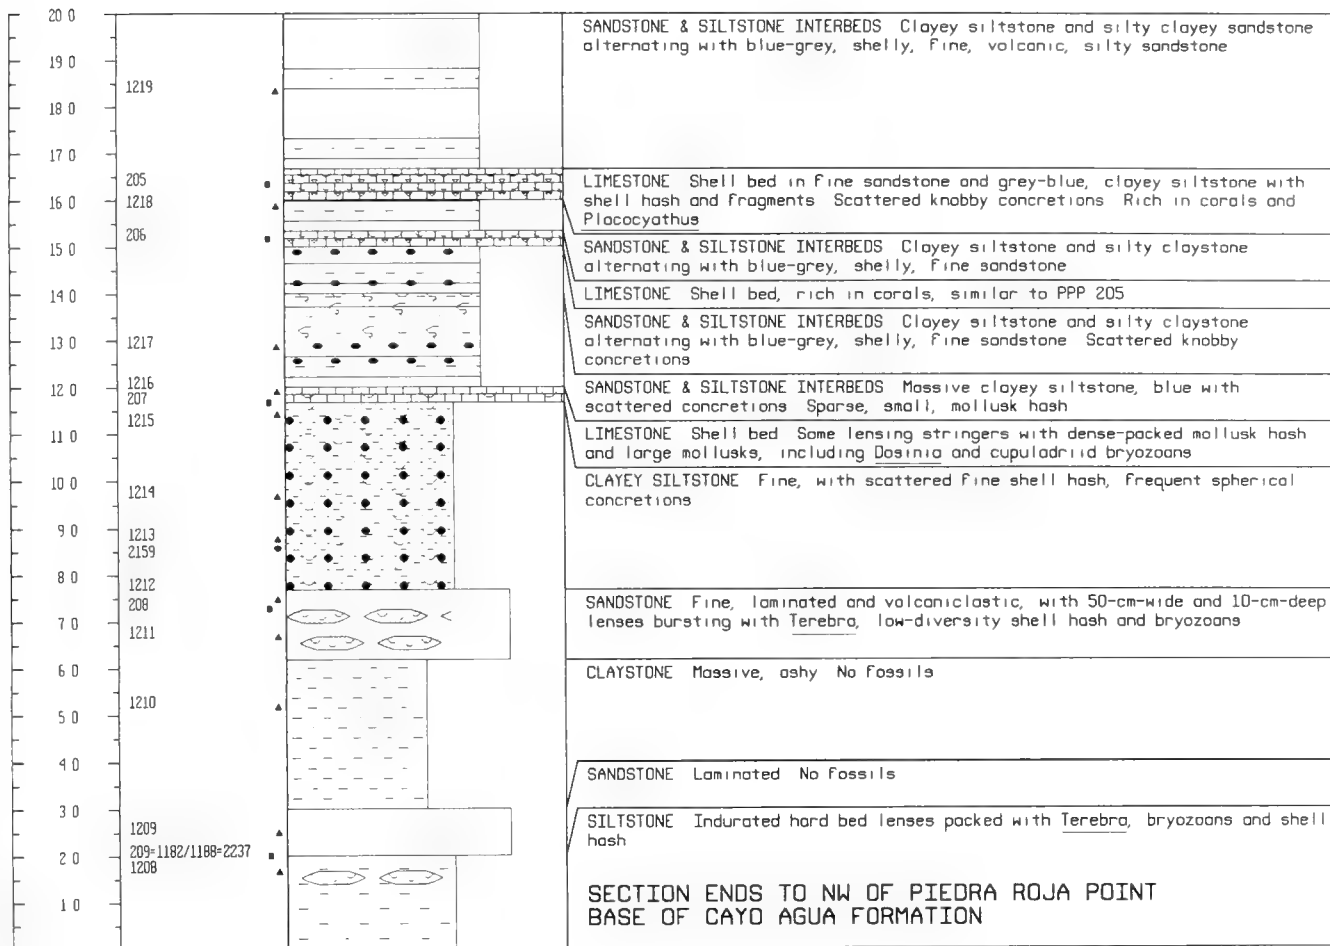 20 0
19 0
18 0
17 0
16 0
15 0
14 0
13 0
12 0
11 0
10 0
9 0
8 0
7 0
6 0
5 0
4 0
3 0
2 0
1 0
1219
205
1218
206
1217
1216
207
1215
1214
1213
2159
1212
208
1211
1210
1209
209=1182/1188=2237
1208
SANDSTONE & SILTSTONE INTERBEDS Clayey siltstone and silty clayey sandstone
alternating with blue-grey, shelly, fine, volcanic, silty sandstone
LIMESTONE Shell bed in fine sandstone and grey-blue, clayey siltstone with
shell hash and fragments Scattered knobby concretions Rich in corals and
Placocyathus
SANDSTONE & SILTSTONE INTERBEDS Clayey siltstone and silty claystone
alternating with blue-grey, shelly, fine sandstone
LIMESTONE Shell bed, rich in corals, similar to PPP 205
SANDSTONE & SILTSTONE INTERBEDS Clayey siltstone and silty claystone
alternating with blue-grey, shelly, fine sandstone Scattered knobby
concretions
SANDSTONE & SILTSTONE INTERBEDS Massive clayey siltstone, blue with
scattered concretions Sparse, small, mollusk hash
LIMESTONE Shell bed Some lensing stringers with dense-packed mollusk hash
and large mollusks, including Dosinia and cupuladriid bryozoans
CLAYEY SILTSTONE Fine, with scattered fine shell hash, frequent spherical
concretions
SANDSTONE Fine, laminated and volcaniclastic, with 50-cm-wide and 10-cm-deep
lenses bursting with Terebra, low-diversity shell hash and bryozoans
CLAYSTONE Massive, ashy No fossils
SANDSTONE Laminated No fossils
SILTSTONE Indurated hard bed lenses packed with Terebra, bryozoans and shell
hash
SECTION ENDS TO NW OF PIEDRA ROJA POINT
BASE OF CAYO AGUA FORMATION